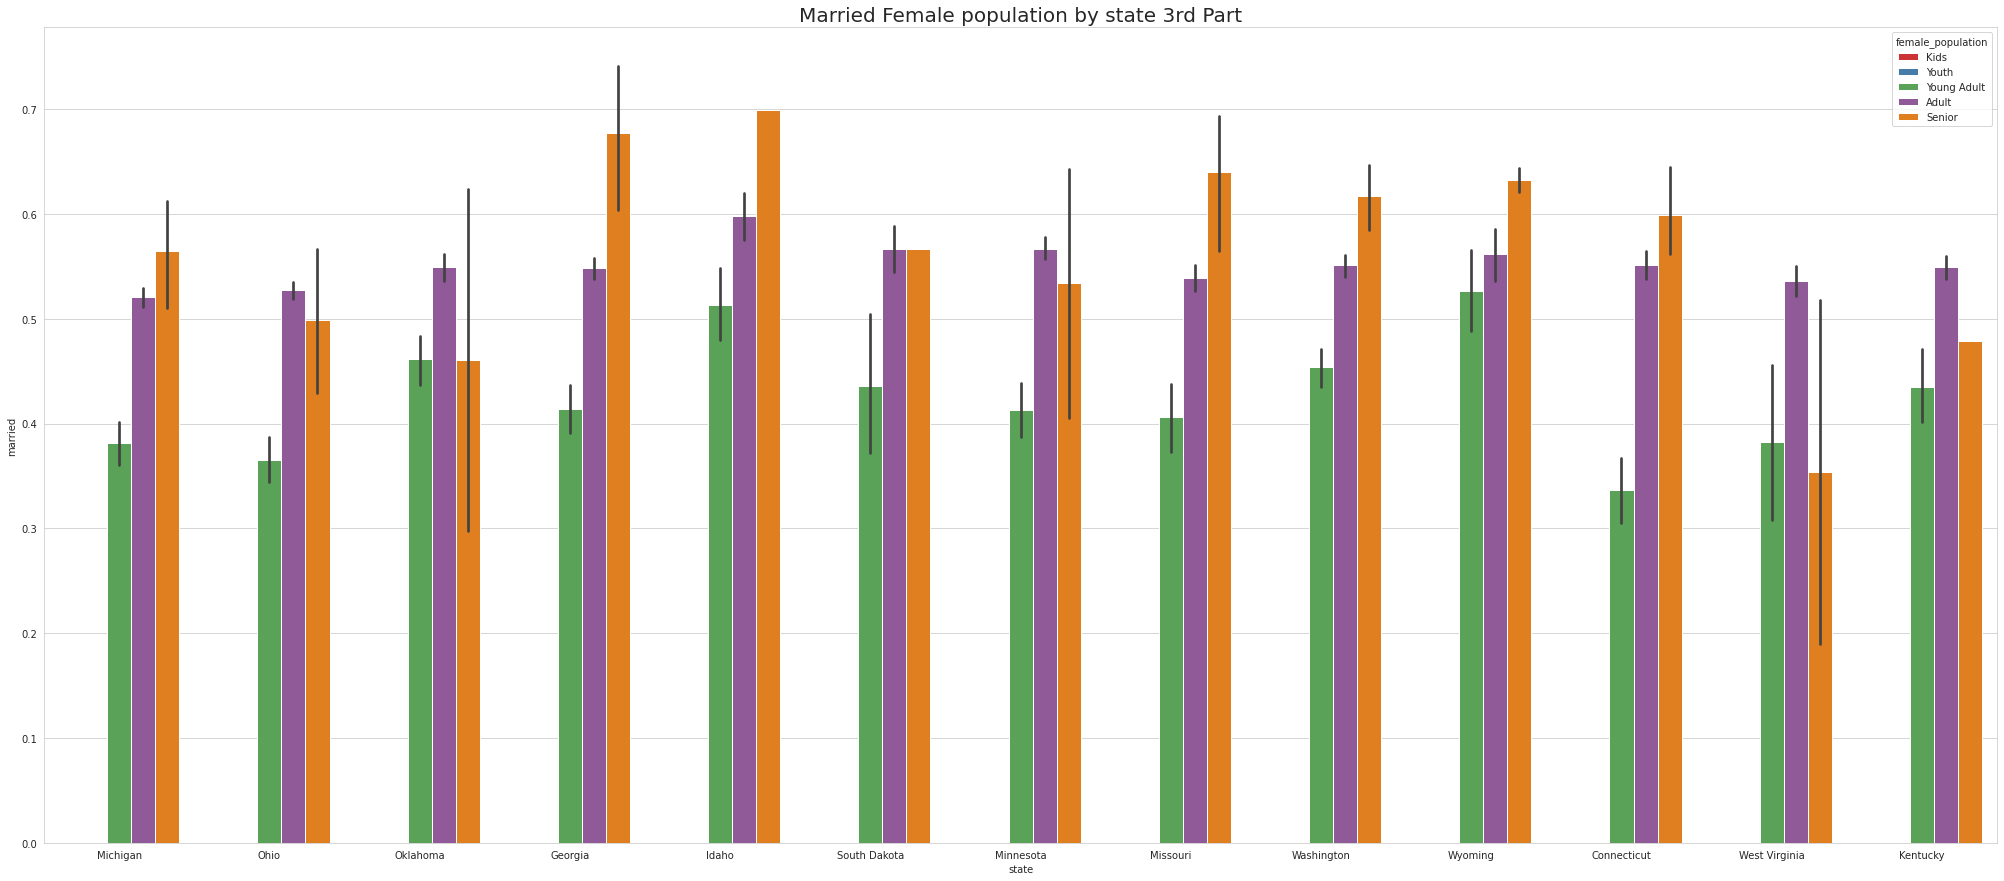 Married Female population by state 3rd Part
female_population
Kids
Youth
Young Adult
Adult
Senior
0.7
0.6
0.5
0.4
0.3
0.2
0.1
0.0
married
Michigan Ohio Oklahoma Georgia Idaho South Dakota Minnesota Missouri Washington Wyoming Connecticut West Virginia Kentucky
state